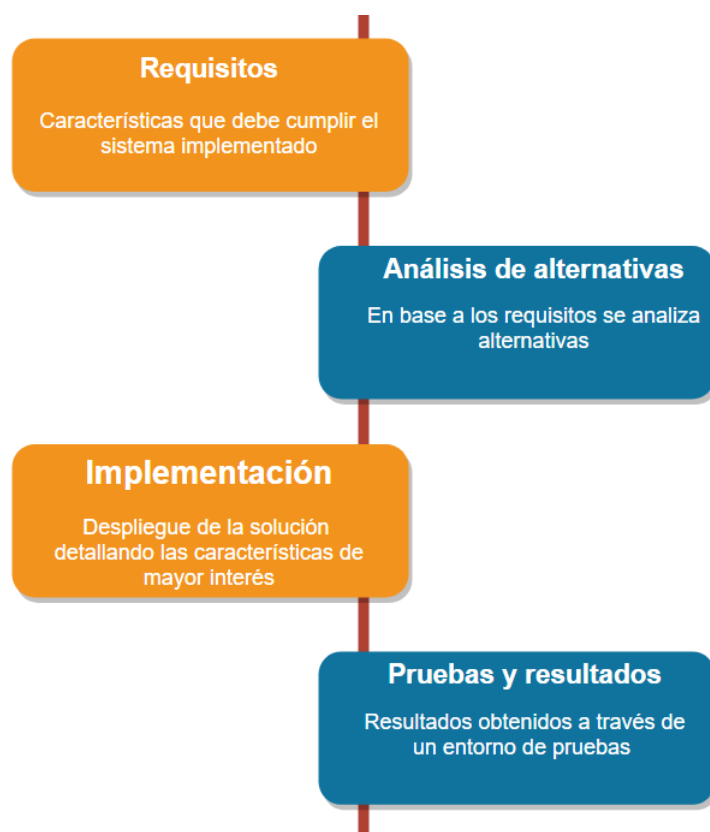 Requisitos
Características que debe cumplir el
sistema implementado
Análisis de alternativas
En base a los requisitos se analiza
alternativas
Implementación
Despliegue de la solución
detallando las características de
mayor interés
Pruebas y resultados
Resultados obtenidos a través de
un entorno de pruebas